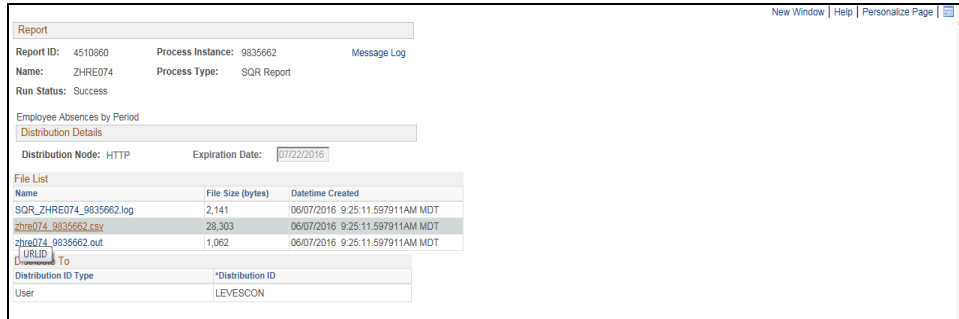 New Window | Help | Personalize Page |
Report
Report ID: 4510860 Process Instance: 9835662 Message Log
Name: ZHRE074 Process Type: SQR Report
Run Status: Success
Employee Absences by Period
Distribution Details
Distribution Node: HTTP Expiration Date: 07/22/2016
File List
Name File Size (bytes) Datetime Created
SQR_ZHRE074_9835662.log 2,141 06/07/2016 9:25:11.597911AM MDT
zhre074_9835662.csv 28,303 06/07/2016 9:25:11.597911AM MDT
zhre074_9835662.out 1,062 06/07/2016 9:25:11.597911AM MDT
URLID
To
Distribution ID Type *Distribution ID
User LEVESCON